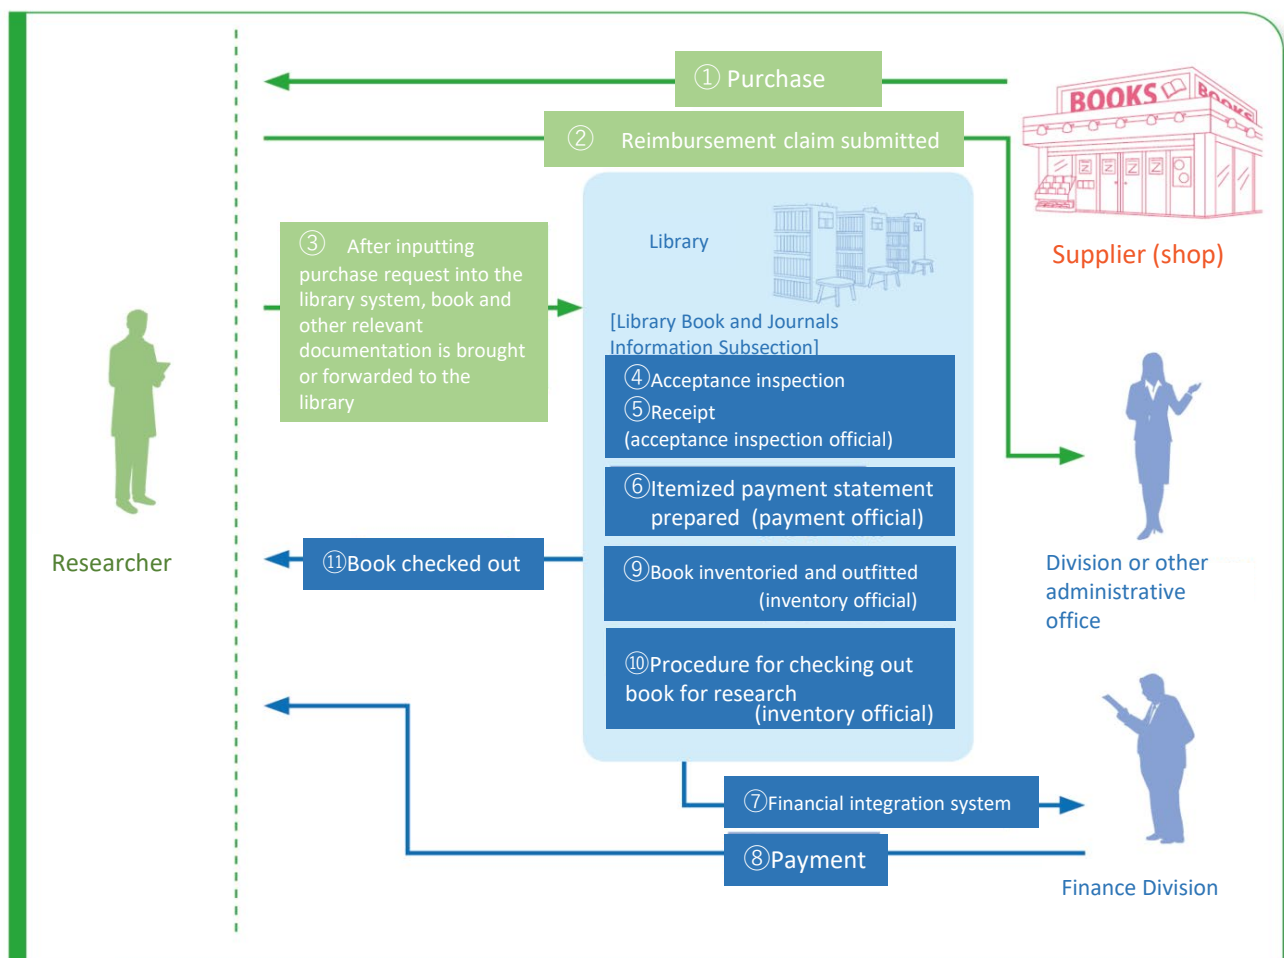 ① Purchase
BOOKS
BOOKS
② Reimbursement claim submitted
Supplier (shop)
③ After inputting
purchase request into the
library system, book and
other relevant
documentation is brought
or forwarded to the
library
Library
[Library Book and Journals
Information Subsection]
④Acceptance inspection
⑤Receipt
(acceptance inspection official)
⑥Itemized payment statement
prepared (payment official)
Researcher
⑪Book checked out
⑨Book inventoried and outfitted
(inventory official)
Division or other
administrative
office
⑩Procedure for checking out
book for research
(inventory official)
⑦Financial integration system
⑧Payment
Finance Division